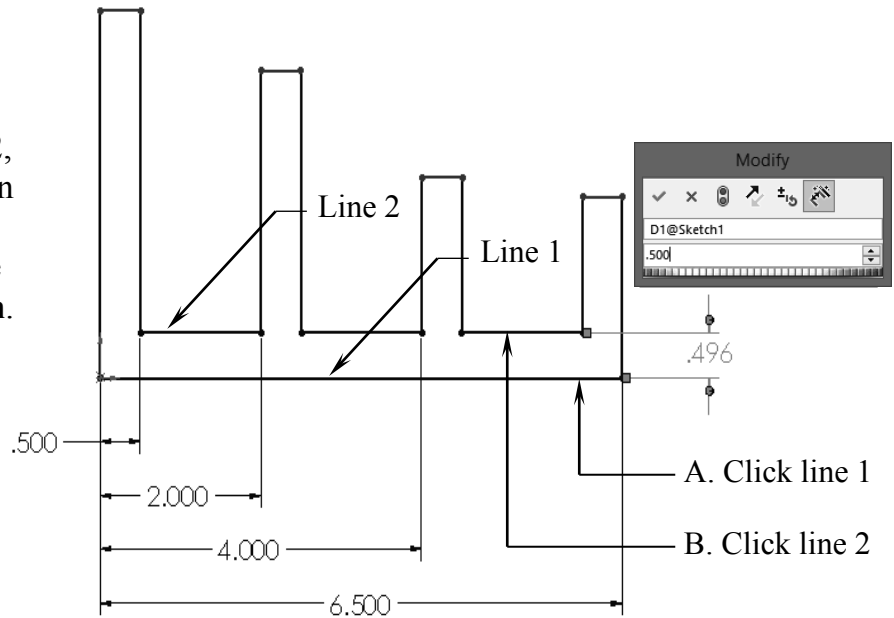 Modify
D1@Sketch1
.500
Line 2
Line 1
.496
.500
2.000
4.000
6.500
A. Click line 1
B. Click line 2